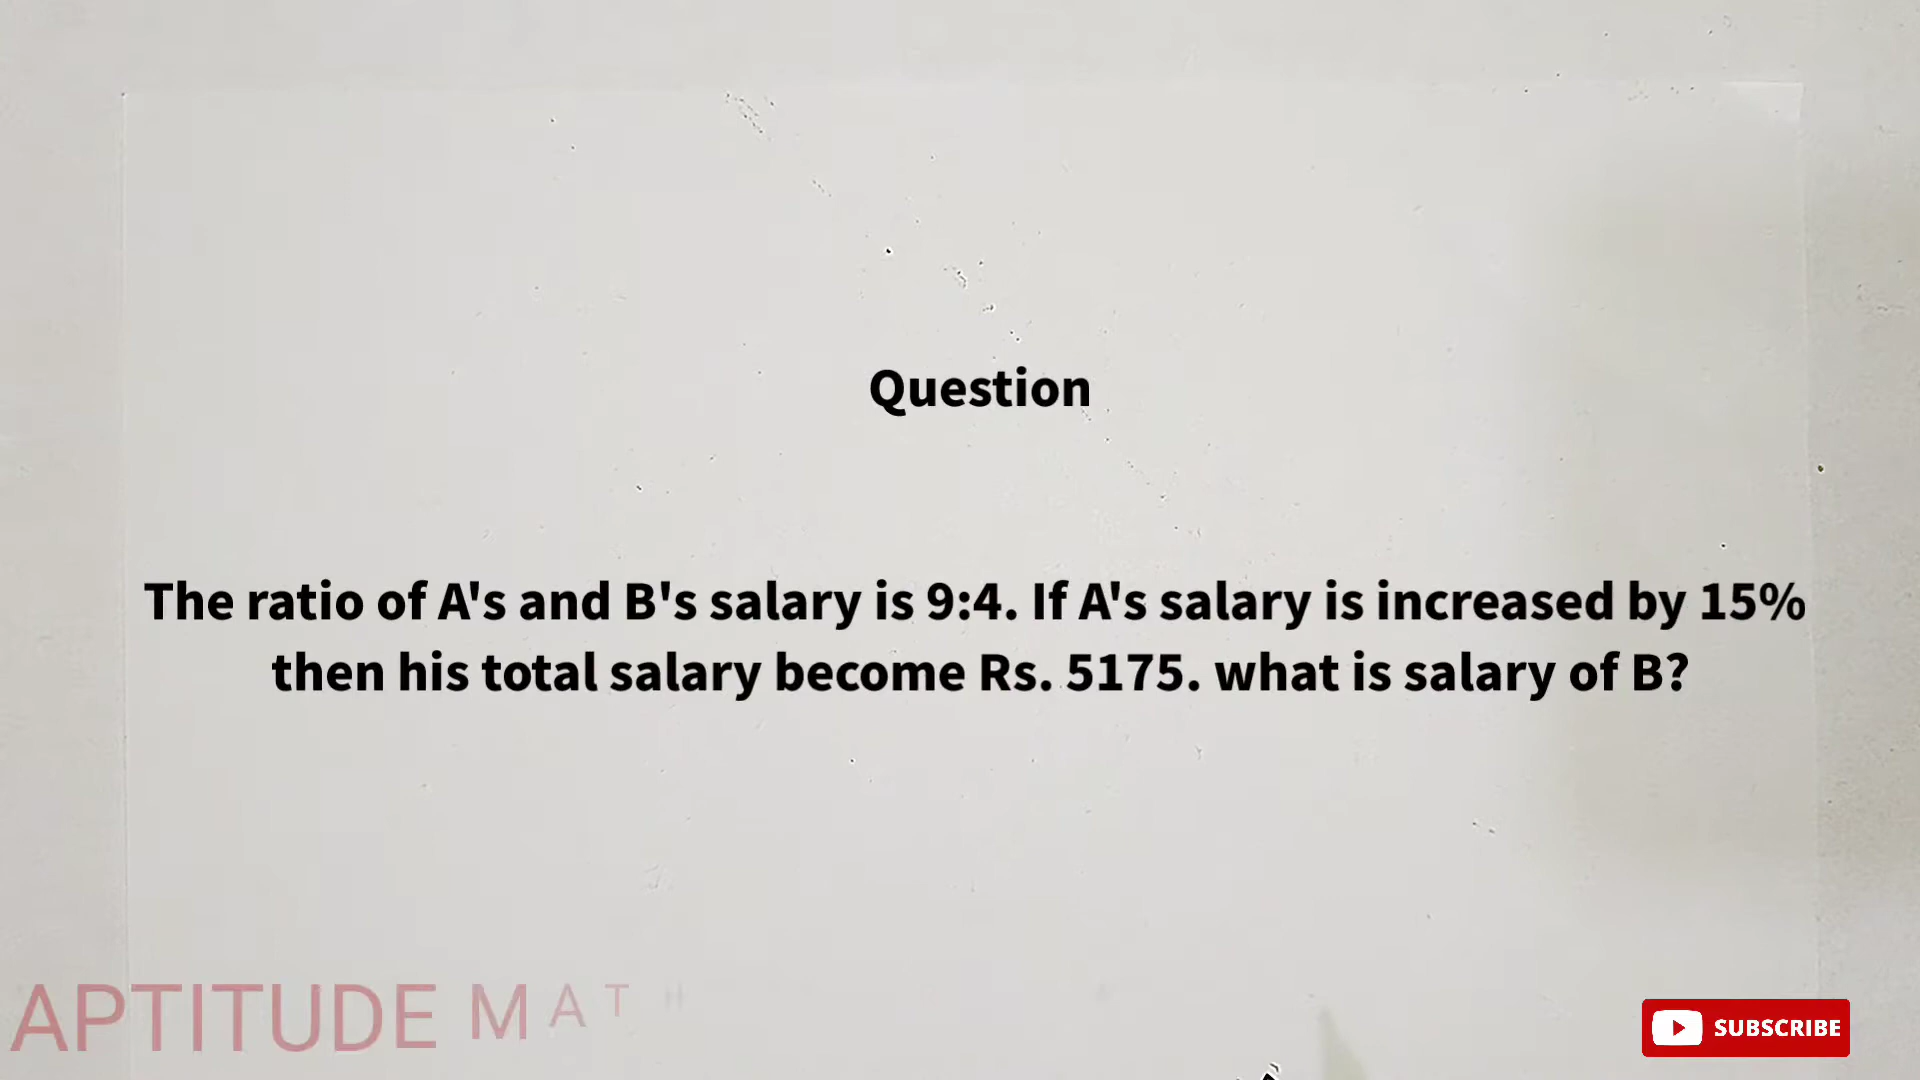 Question
The ratio of A's and B's salary is 9:4. If A's salary is increased by 15%
then his total salary become Rs. 5175. what is salary of B?
APTITUDE MATH
SUBSCRIBE